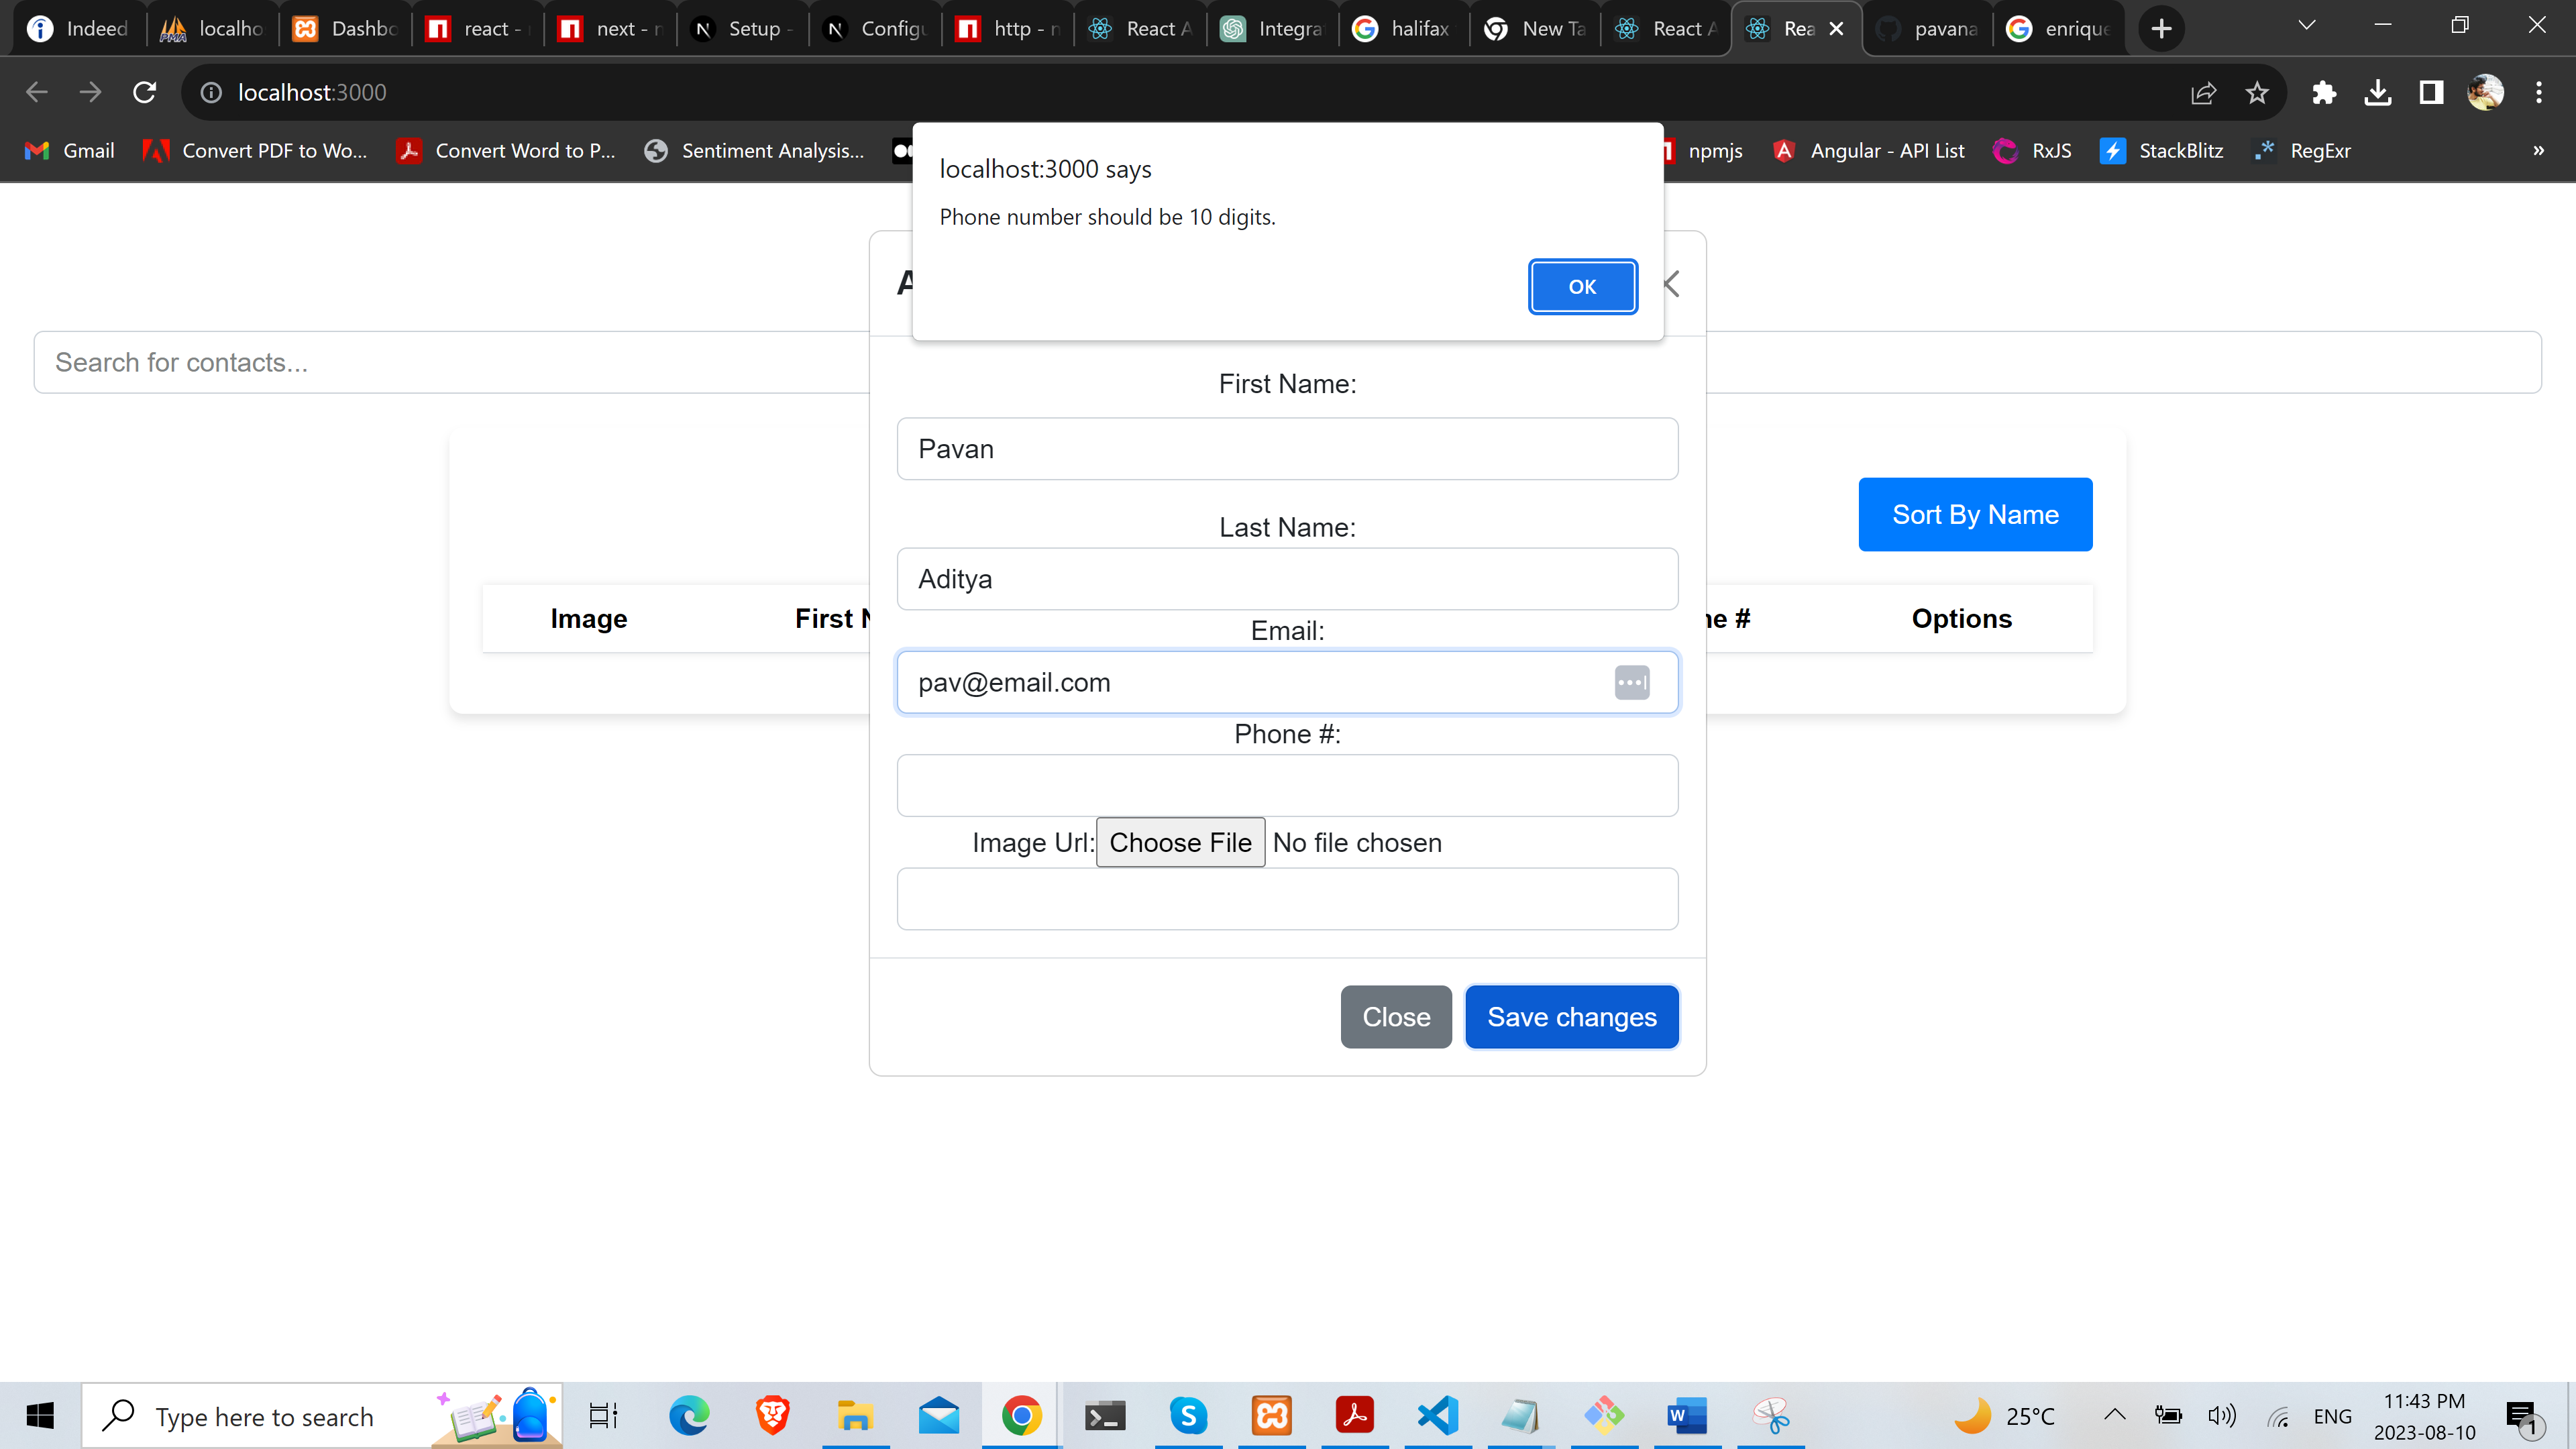 Indeed
localho
Dashbo
react -
next - n
Setup -
Config
http - n
React A
Integra
halifax
New Ta
React A
Rea
pavana
enrique
localhost:3000
Gmail
Convert PDF to Wo...
Convert Word to P...
Sentiment Analysis...
npmjs
Angular - API List
RxJS
StackBlitz
RegExr
»
localhost:3000 says
Phone number should be 10 digits.
OK
Search for contacts...
First Name:
Pavan
Sort By Name
Last Name:
Aditya
Image
First N
ne #
Options
Email:
pav@email.com
Phone #:
Image Url: Choose File No file chosen
Close
Save changes
Type here to search
25°C
ENG
11:43 PM
2023-08-10
1